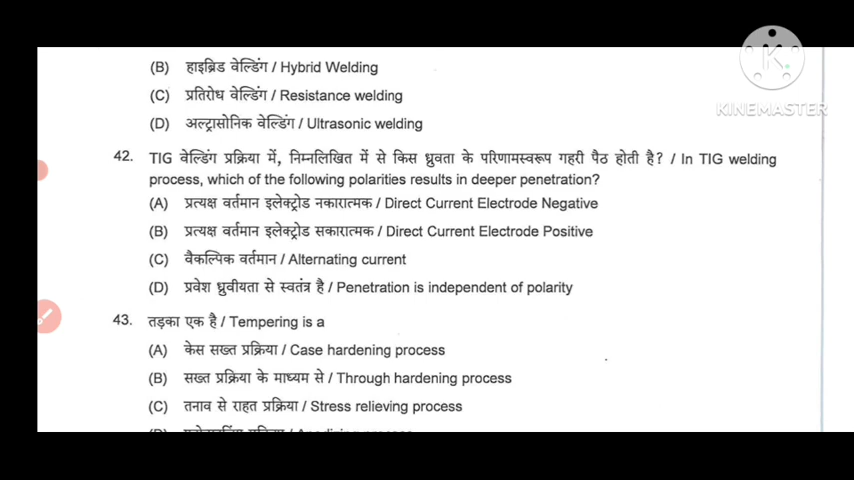 (B) हाइब्रिड वेल्डिंग / Hybrid Welding
KINEMASTER
(C) प्रतिरोध वेल्डिंग / Resistance welding
(D) अल्ट्रासोनिक वेल्डिंग / Ultrasonic welding
42. TIG वेल्डिंग प्रक्रिया में, निम्नलिखित में से किस ध्रुवता के परिणामस्वरूप गहरी पैठ होती है? / In TIG welding
process, which of the following polarities results in deeper penetration?
(A) प्रत्यक्ष वर्तमान इलेक्ट्रोड नकारात्मक / Direct Current Electrode Negative
(B) प्रत्यक्ष वर्तमान इलेक्ट्रोड सकारात्मक / Direct Current Electrode Positive
(C) वैकल्पिक वर्तमान / Alternating current
(D) प्रवेश ध्रुवीयता से स्वतंत्र है / Penetration is independent of polarity
43. तड़का एक है / Tempering is a
(A) केस सख्त प्रक्रिया / Case hardening process
(B) सख्त प्रक्रिया के माध्यम से / Through hardening process
(C) तनाव से राहत प्रक्रिया / Stress relieving process